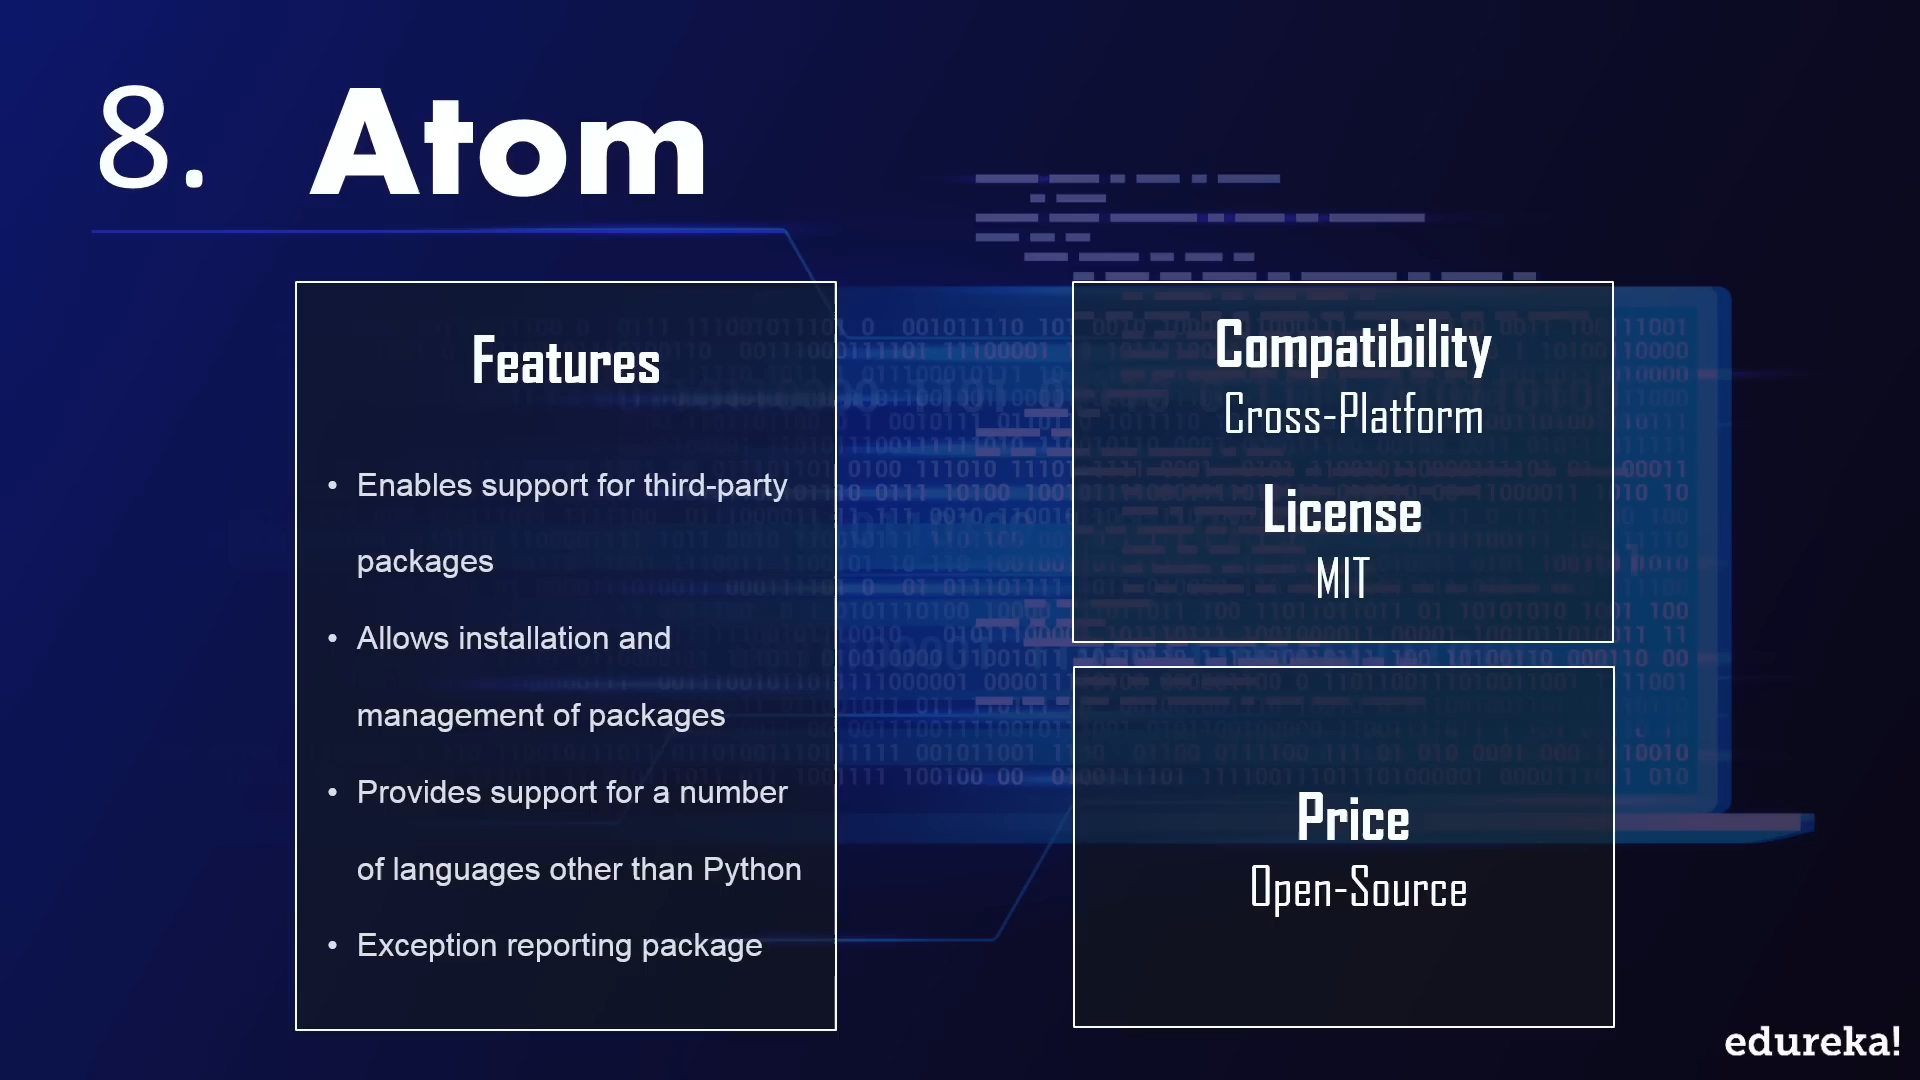 8. Atom
Features
• Enables support for third-party
packages
• Allows installation and
management of packages
• Provides support for a number
of languages other than Python
• Exception reporting package
Compatibility
Cross-Platform
License
MIT
Price
Open-Source
edureka!